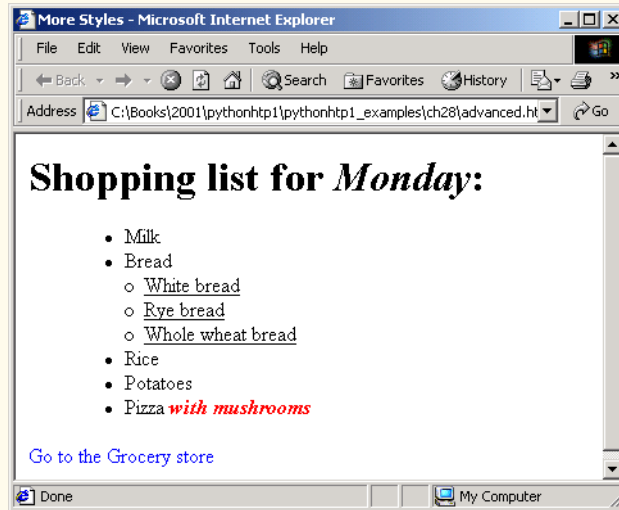 More Styles - Microsoft Internet Explorer
File Edit View Favorites Tools Help
Back Search Favorites History »
Address C:\Books\2001\pythonhtp1\pythonhtp1_examples\ch28\advanced.ht Go
Shopping list for Monday:
• Milk
• Bread
o White bread
o Rye bread
o Whole wheat bread
• Rice
• Potatoes
• Pizza with mushrooms
Go to the Grocery store
Done My Computer